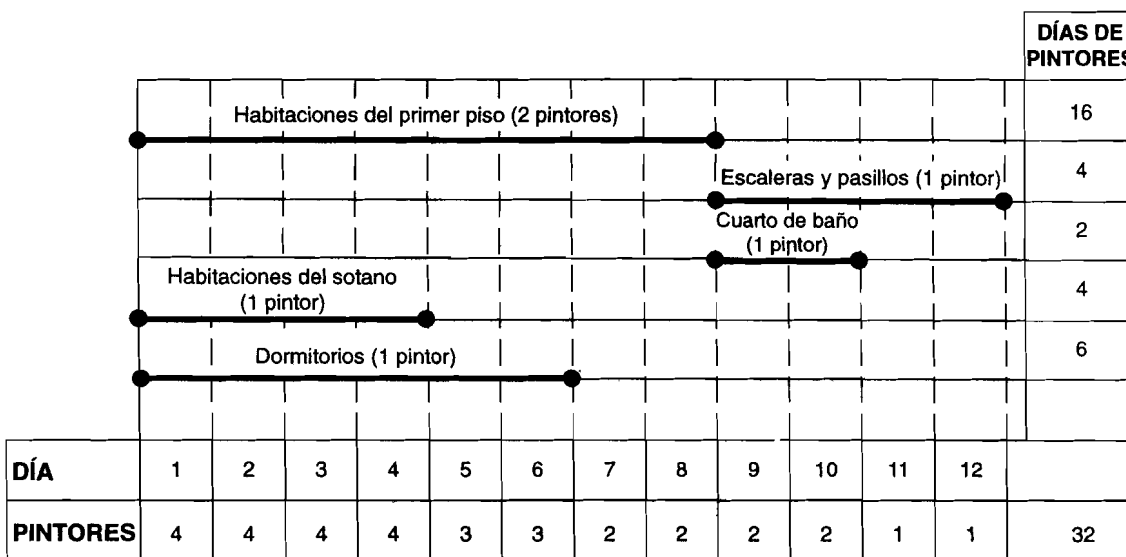 DÍAS DE
PINTORES
Habitaciones del primer piso (2 pintores)
16
Escaleras y pasillos (1 pintor)
4
Cuarto de baño
(1 pintor)
2
Habitaciones del sotano
(1 pintor)
4
Dormitorios (1 pintor)
6
DÍA 1 2 3 4 5 6 7 8 9 10 11 12
PINTORES 4 4 4 4 3 3 2 2 2 2 1 1 32